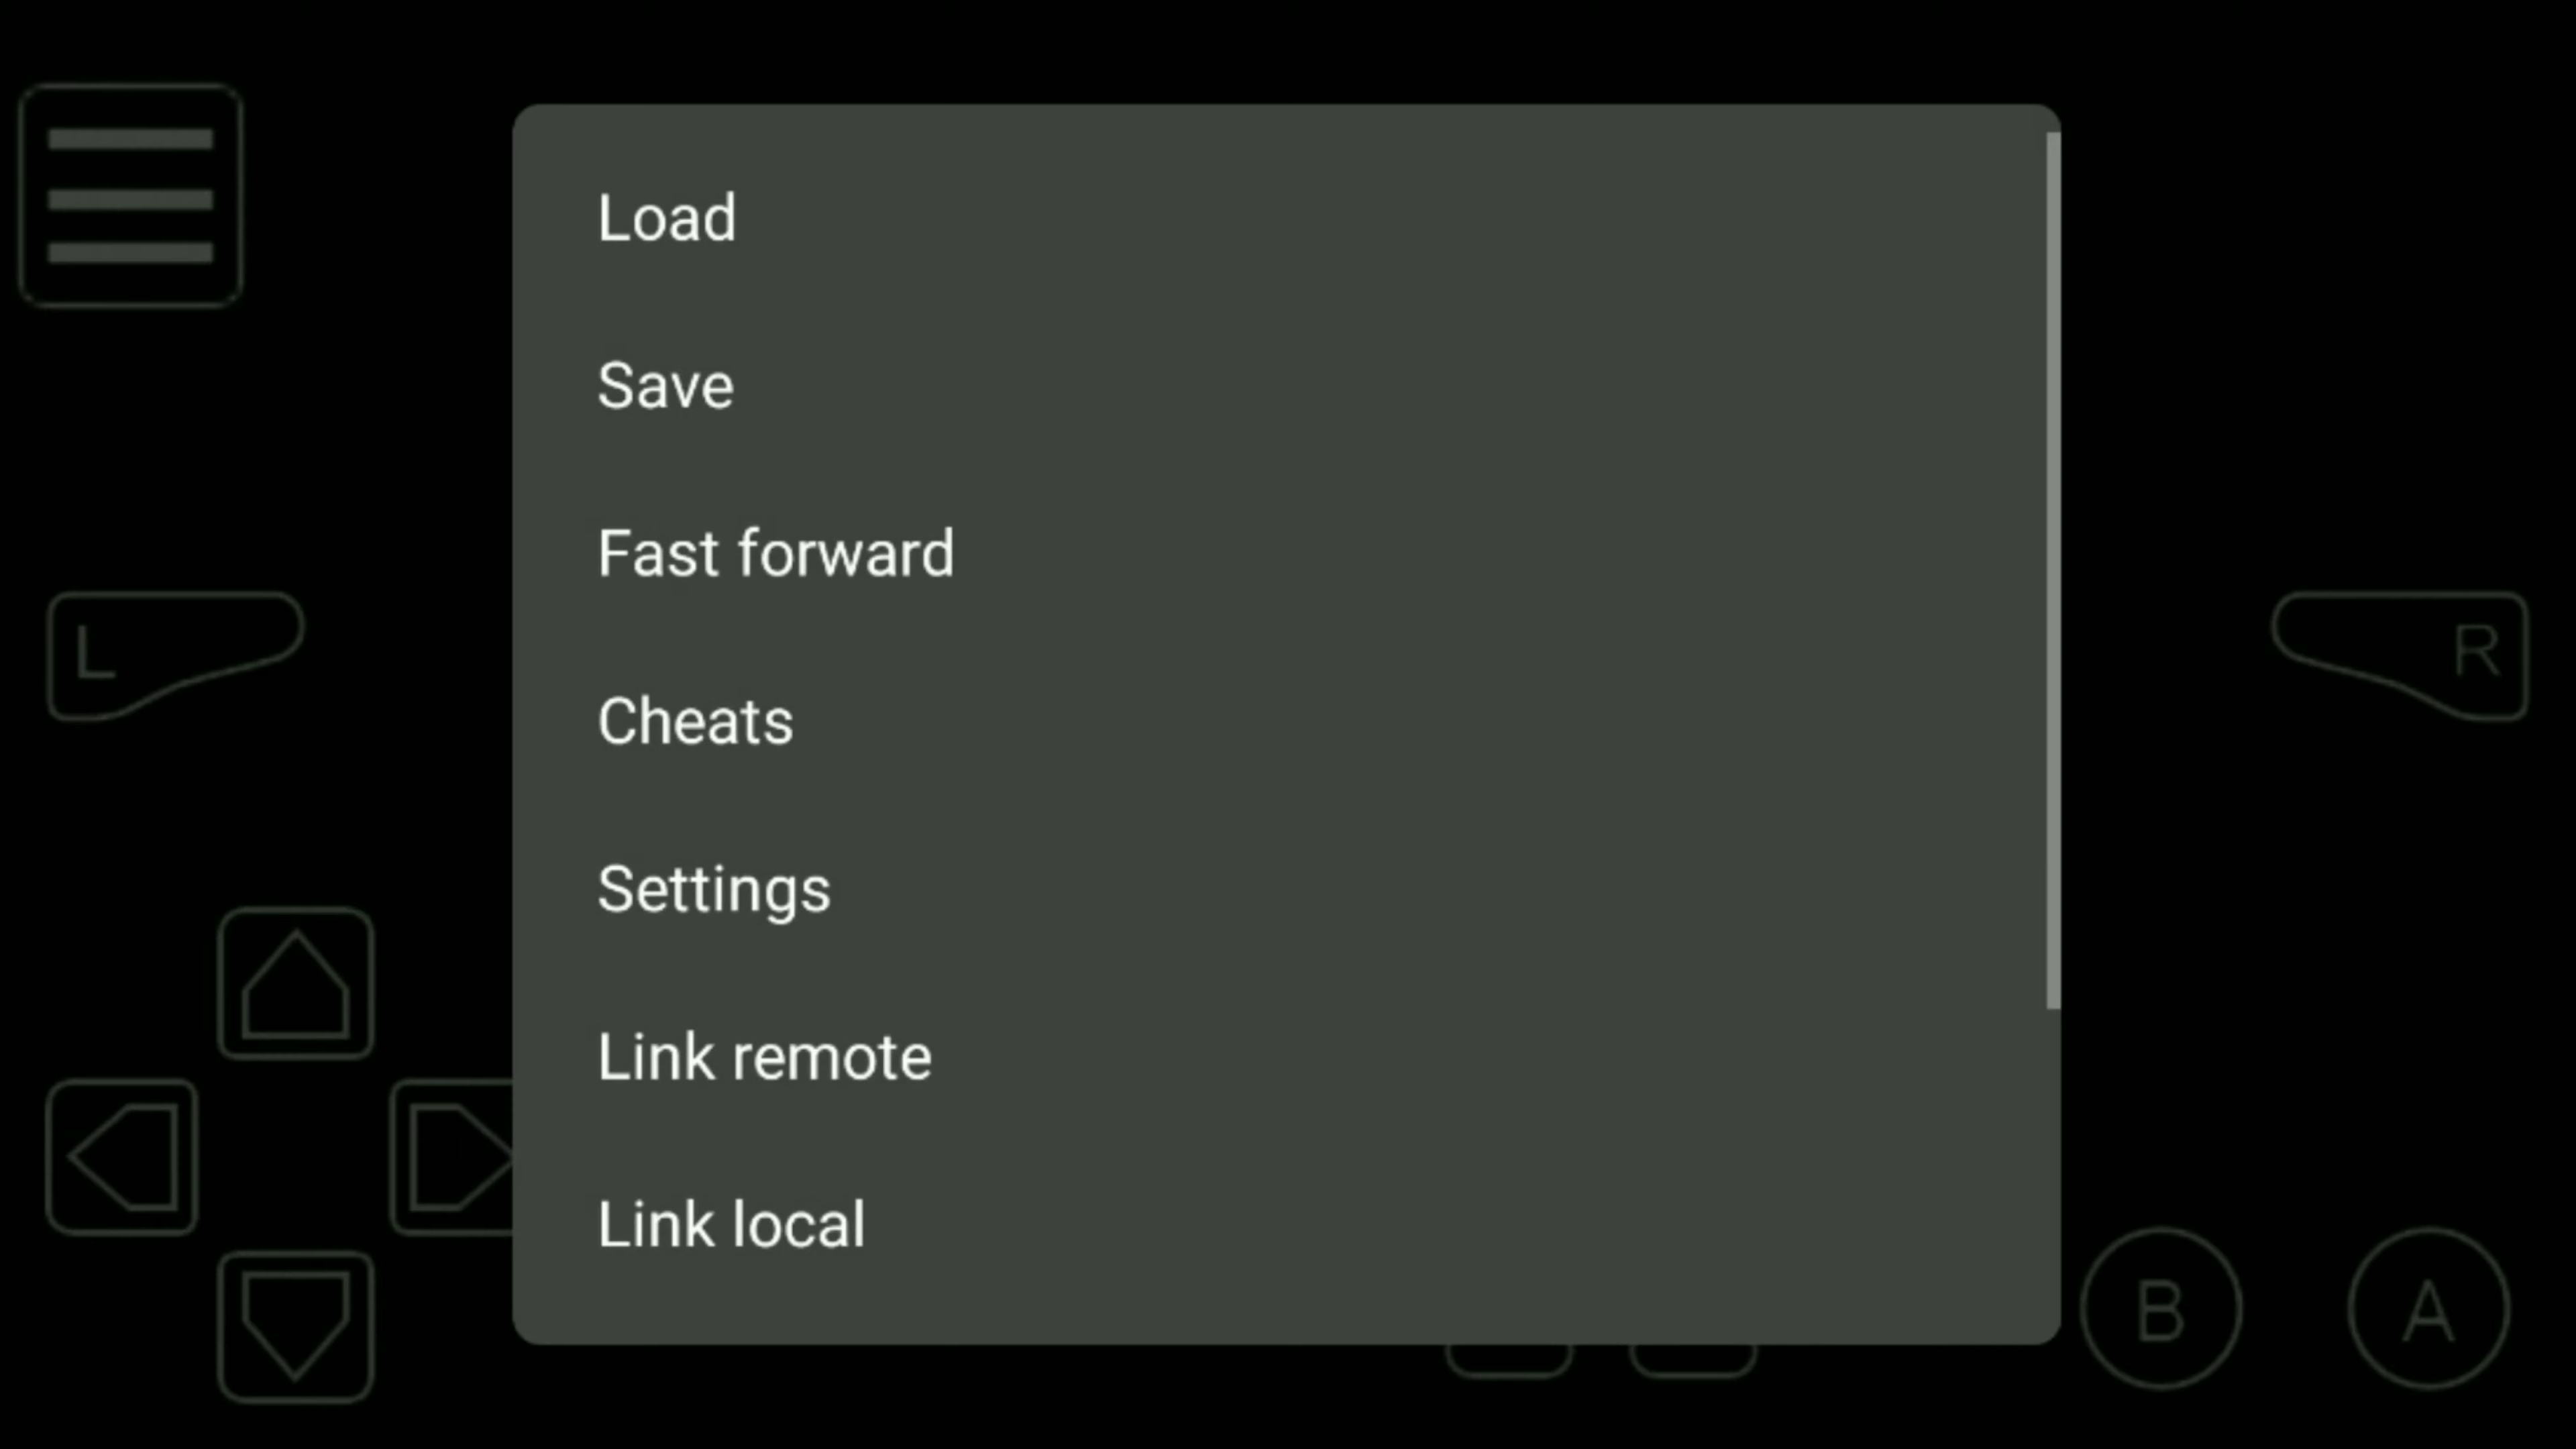 Load
Save
Fast forward
L
R
Cheats
Settings
Link remote
Link local
B
A